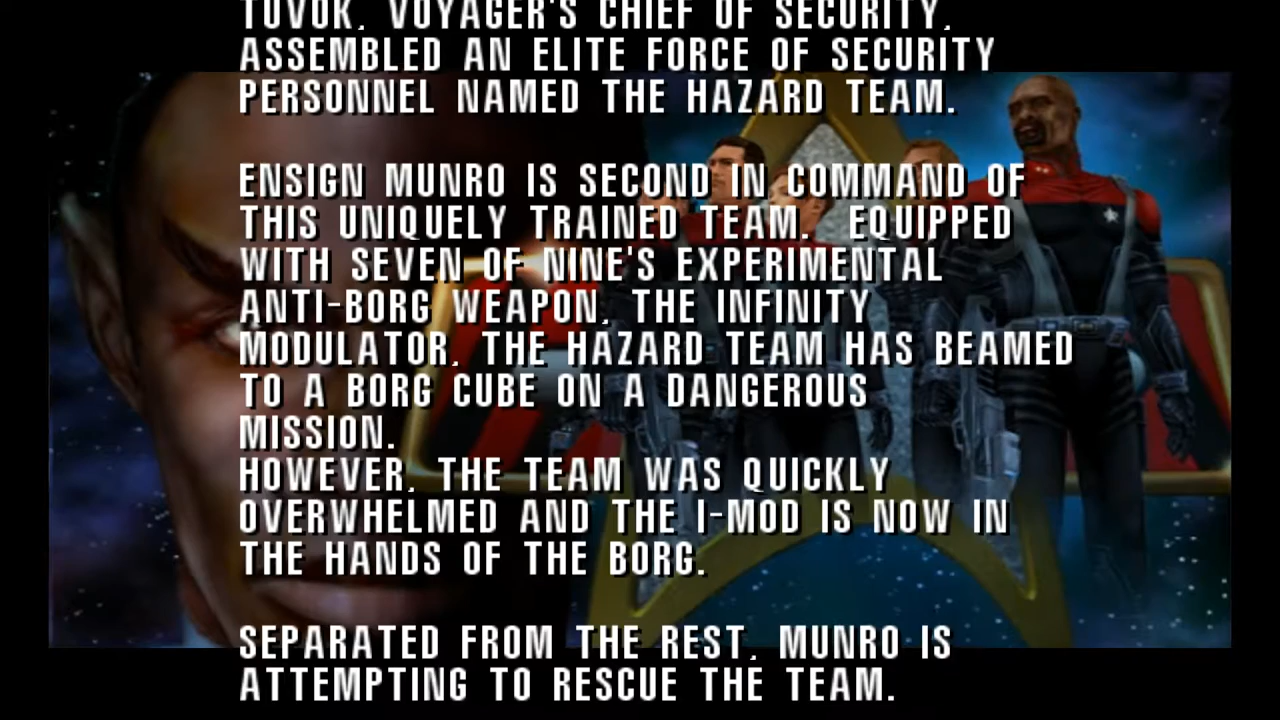 TUVOK, VOYAGER'S CHIEF OF SECURITY,
ASSEMBLED AN ELITE FORCE OF SECURITY
PERSONNEL NAMED THE HAZARD TEAM.
ENSIGN MUNRO IS SECOND IN COMMAND OF
THIS UNIQUELY TRAINED TEAM. EQUIPPED
WITH SEVEN OF NINE'S EXPERIMENTAL
ANTI-BORG WEAPON, THE INFINITY
MODULATOR, THE HAZARD TEAM HAS BEAMED
TO A BORG CUBE ON A DANGEROUS
MISSION.
HOWEVER, THE TEAM WAS QUICKLY
OVERWHELMED AND THE I-MOD IS NOW IN
THE HANDS OF THE BORG.
SEPARATED FROM THE REST, MUNRO IS
ATTEMPTING TO RESCUE THE TEAM.